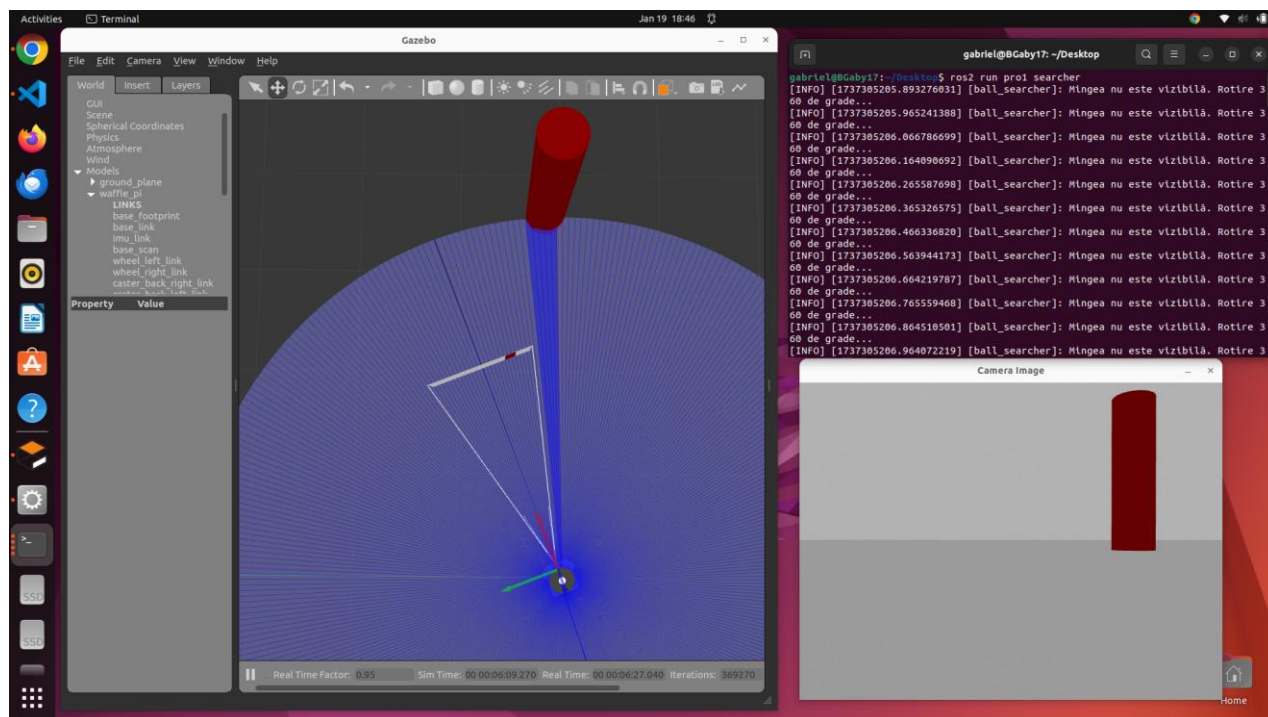 Activities Terminal Jan 19 18:46
Gazebo
File Edit Camera View Window Help
World Insert Layers
GUI
Scene
Spherical Coordinates
Physics
Atmosphere
Wind
Models
ground_plane
waffle_pi
LINKS
base_footprint
base_link
imu_link
base_scan
wheel_left_link
wheel_right_link
caster_back_right_link
caster_back_left_link
Property Value
Real Time Factor: 0.95 Sim Time: 00 00:06:09.270 Real Time: 00 00:06:27.040 Iterations: 369270
gabriel@BGaby17: ~/Desktop
gabriel@BGaby17:~/Desktop$ ros2 run pro1 searcher
[INFO] [1737305205.893276031] [ball_searcher]: Mingea nu este vizibilă. Rotire 3
60 de grade...
[INFO] [1737305205.965241388] [ball_searcher]: Mingea nu este vizibilă. Rotire 3
60 de grade...
[INFO] [1737305206.066786699] [ball_searcher]: Mingea nu este vizibilă. Rotire 3
60 de grade...
[INFO] [1737305206.164090692] [ball_searcher]: Mingea nu este vizibilă. Rotire 3
60 de grade...
[INFO] [1737305206.265587698] [ball_searcher]: Mingea nu este vizibilă. Rotire 3
60 de grade...
[INFO] [1737305206.365326575] [ball_searcher]: Mingea nu este vizibilă. Rotire 3
60 de grade...
[INFO] [1737305206.466336820] [ball_searcher]: Mingea nu este vizibilă. Rotire 3
60 de grade...
[INFO] [1737305206.563944173] [ball_searcher]: Mingea nu este vizibilă. Rotire 3
60 de grade...
[INFO] [1737305206.664219787] [ball_searcher]: Mingea nu este vizibilă. Rotire 3
60 de grade...
[INFO] [1737305206.765559468] [ball_searcher]: Mingea nu este vizibilă. Rotire 3
60 de grade...
[INFO] [1737305206.864510501] [ball_searcher]: Mingea nu este vizibilă. Rotire 3
60 de grade...
[INFO] [1737305206.964072219] [ball_searcher]: Mingea nu este vizibilă. Rotire 3
Camera Image
SSD
SSD
Home